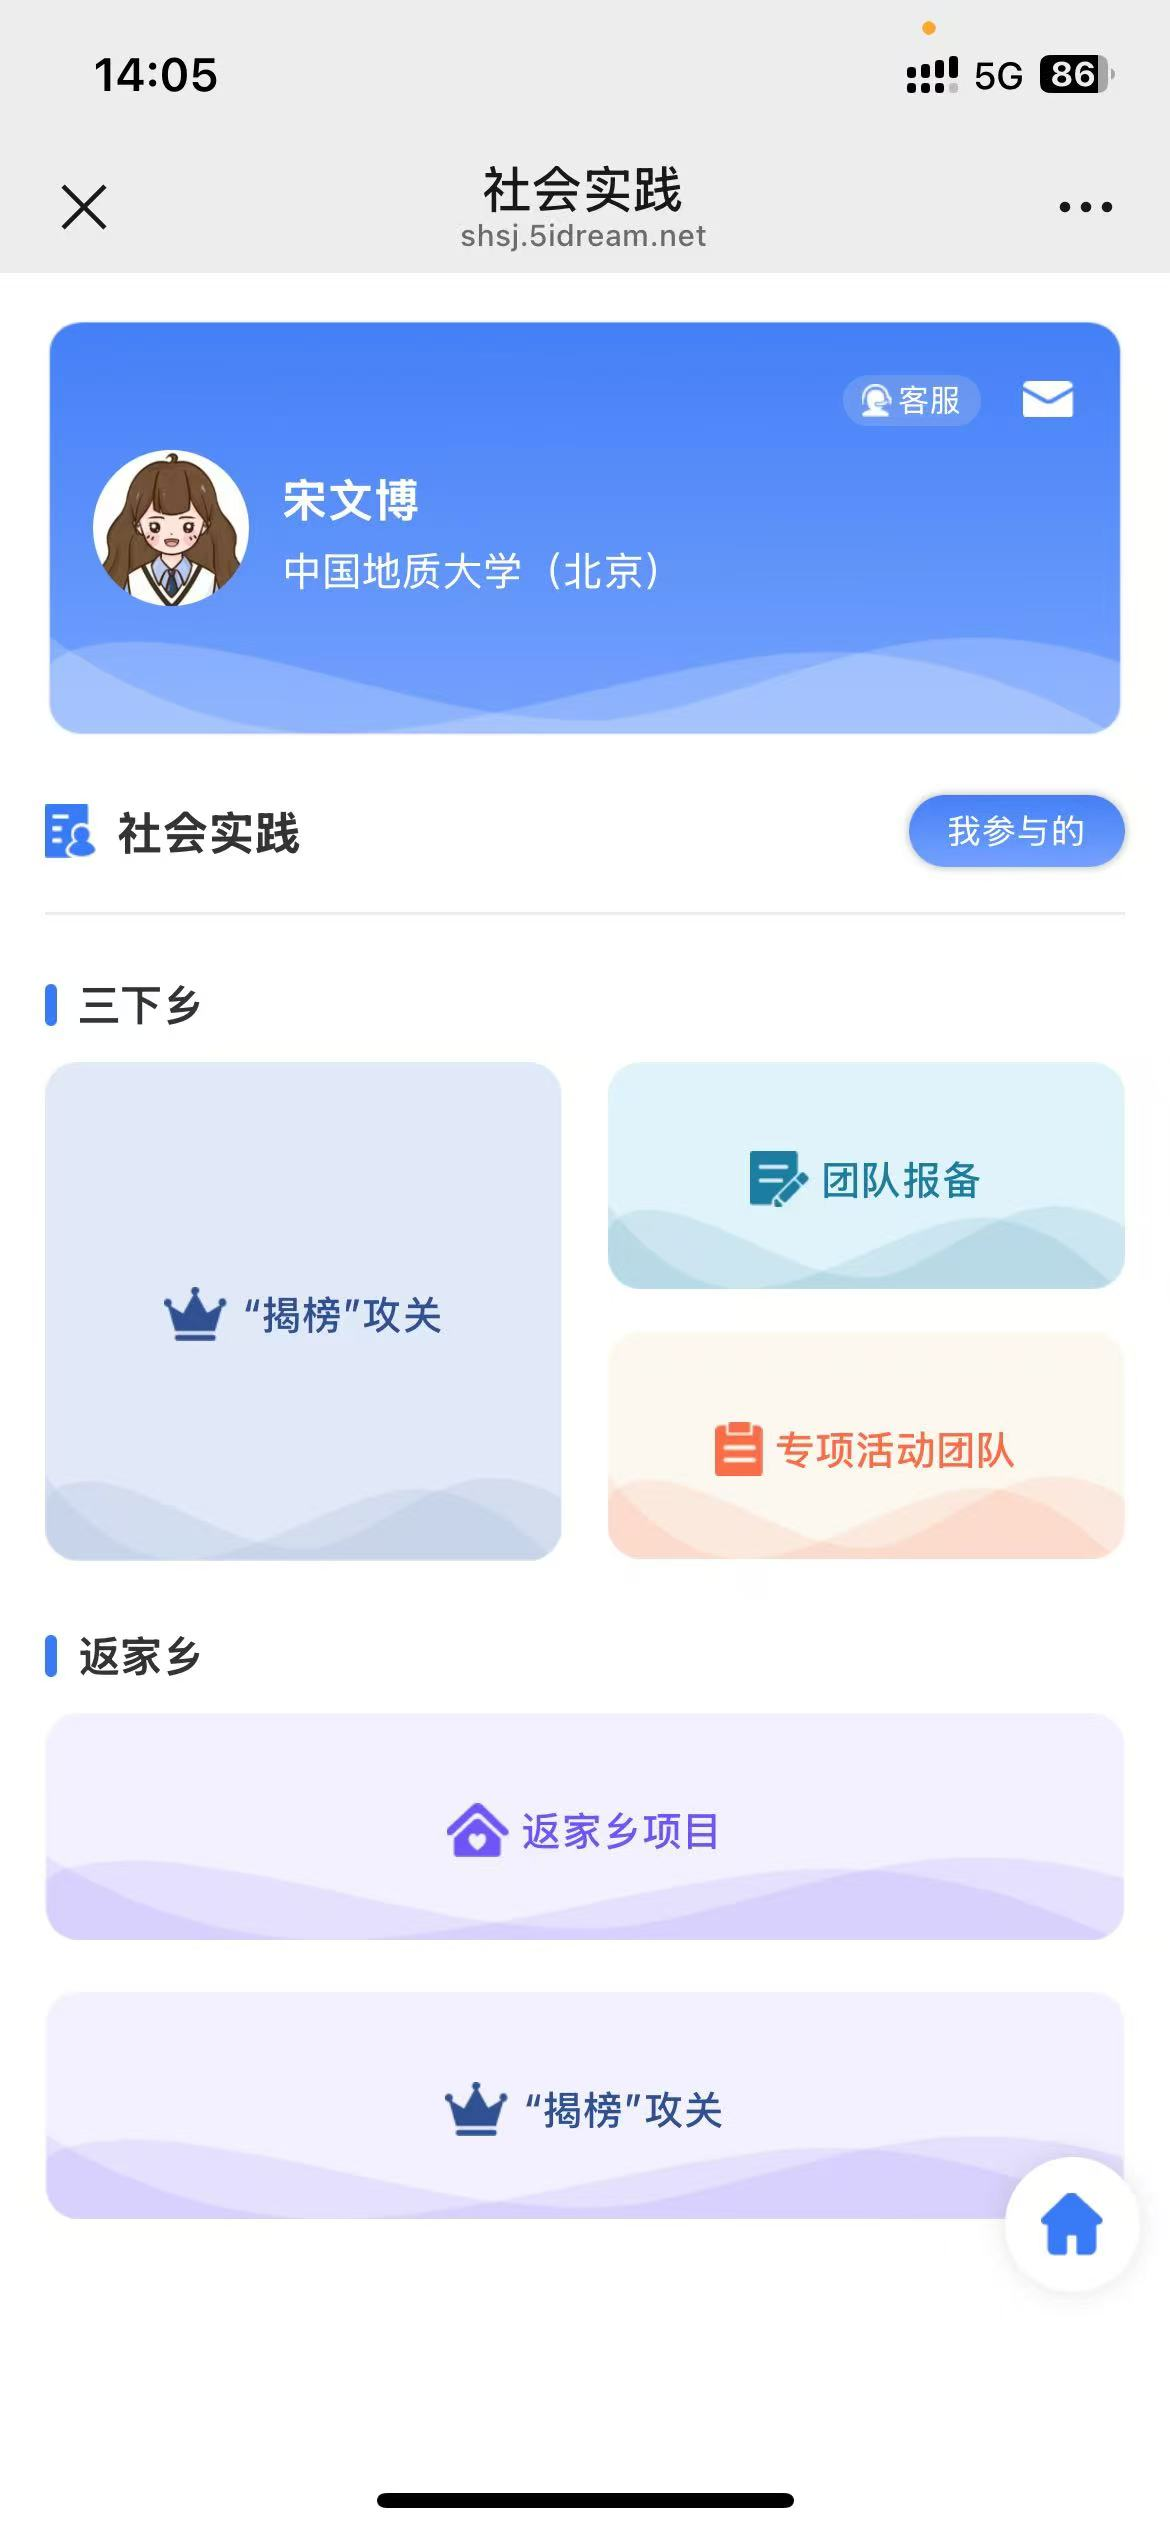 14:05
5G
86
社会实践
shsj.5idream.net
客服
宋文博
中国地质大学（北京）
社会实践
我参与的
三下乡
团队报备
“揭榜”攻关
专项活动团队
返家乡
返家乡项目
“揭榜”攻关